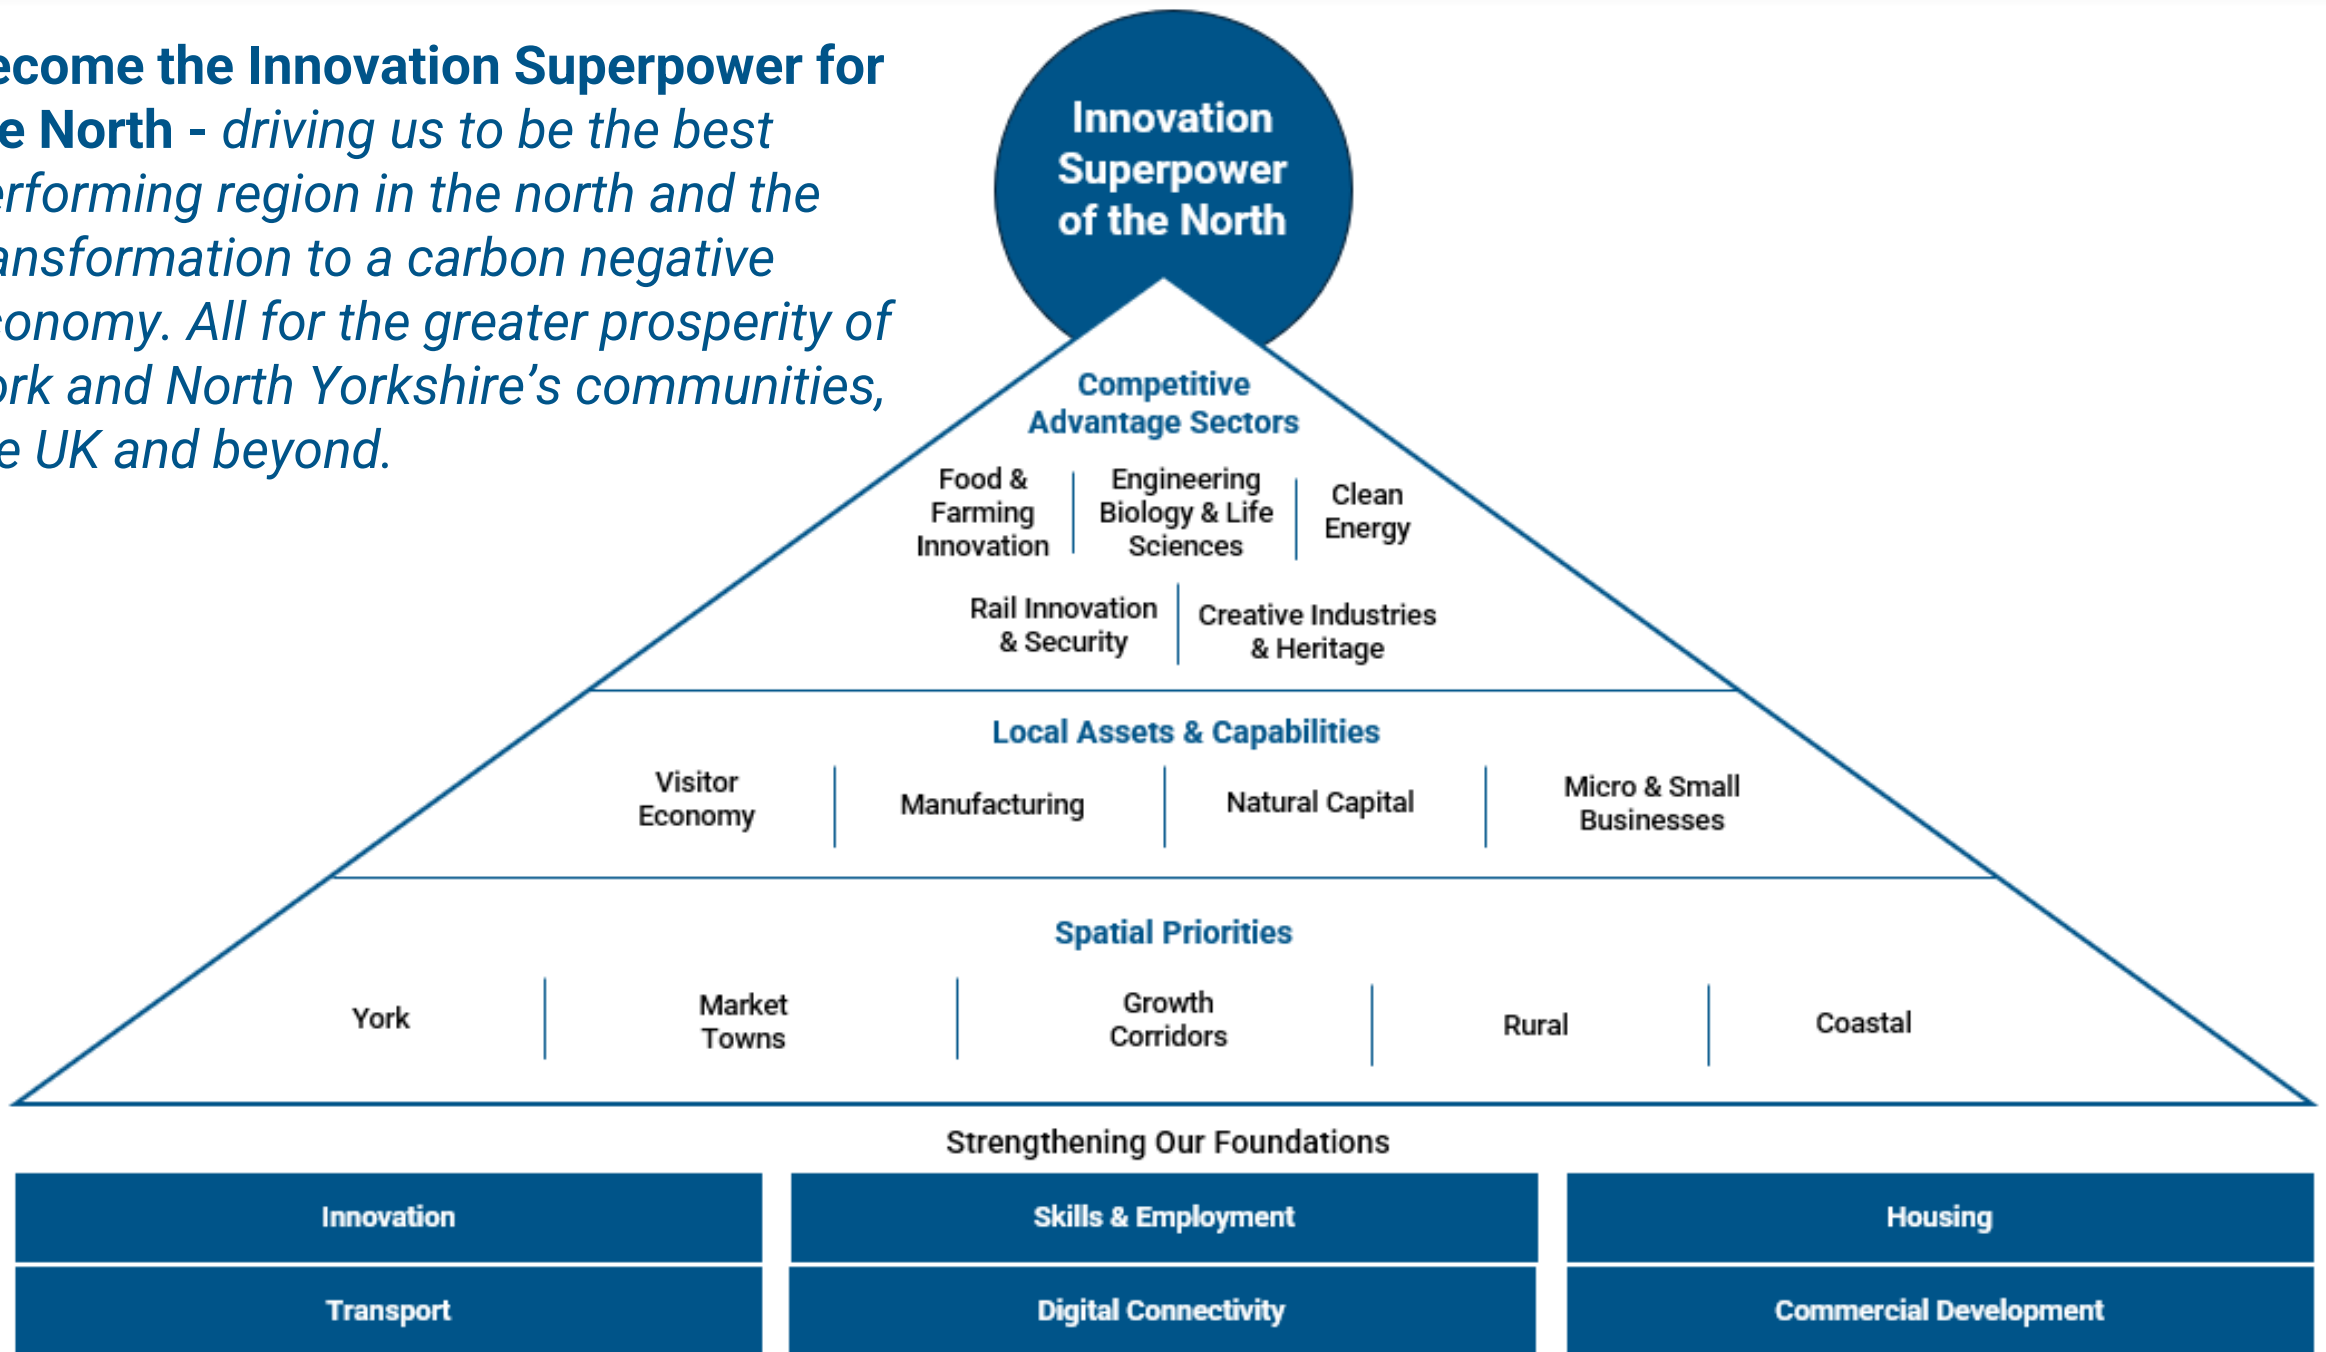 ecome the Innovation Superpower for
e North - driving us to be the best
erforming region in the north and the
ansformation to a carbon negative
conomy. All for the greater prosperity of
ork and North Yorkshire’s communities,
e UK and beyond.
Innovation
Superpower
of the North
Competitive
Advantage Sectors
Food &
Farming
Innovation
Engineering
Biology & Life
Sciences
Clean
Energy
Rail Innovation
& Security
Creative Industries
& Heritage
Local Assets & Capabilities
Visitor
Economy
Manufacturing
Natural Capital
Micro & Small
Businesses
Spatial Priorities
York
Market
Towns
Growth
Corridors
Rural
Coastal
Strengthening Our Foundations
Innovation
Skills & Employment
Housing
Transport
Digital Connectivity
Commercial Development